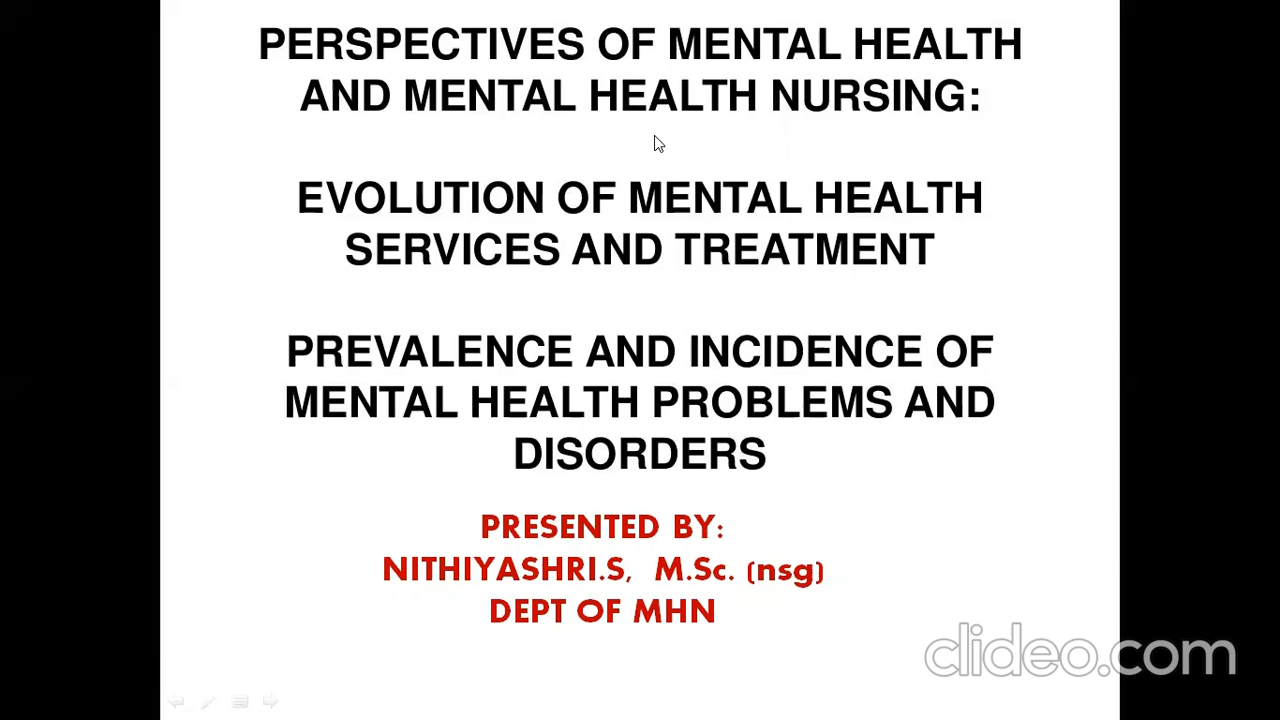 PERSPECTIVES OF MENTAL HEALTH
AND MENTAL HEALTH NURSING:
EVOLUTION OF MENTAL HEALTH
SERVICES AND TREATMENT
PREVALENCE AND INCIDENCE OF
MENTAL HEALTH PROBLEMS AND
DISORDERS
PRESENTED BY:
NITHIYASHRI.S, M.Sc. (nsg)
DEPT OF MHN
clideo.com